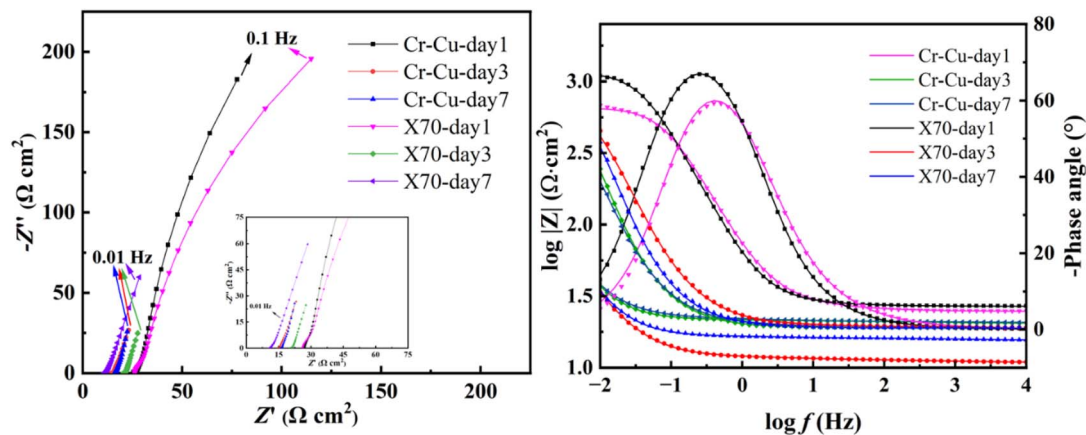 0.1 Hz
Cr-Cu-day1
Cr-Cu-day3
Cr-Cu-day7
X70-day1
X70-day3
X70-day7
0.01 Hz
200
150
100
50
0
-Z'' (Ω cm²)
0 50 100 150 200
Z' (Ω cm²)
75
60
45
30
15
0
-Z'' (Ω cm²)
0.01 Hz
0 15 30 45 60 75
Z' (Ω cm²)
3.0
2.5
2.0
1.5
1.0
log |Z| (Ω·cm²)
Cr-Cu-day1
Cr-Cu-day3
Cr-Cu-day7
X70-day1
X70-day3
X70-day7
80
60
40
20
0
-Phase angle (°)
-2 -1 0 1 2 3 4
log f (Hz)